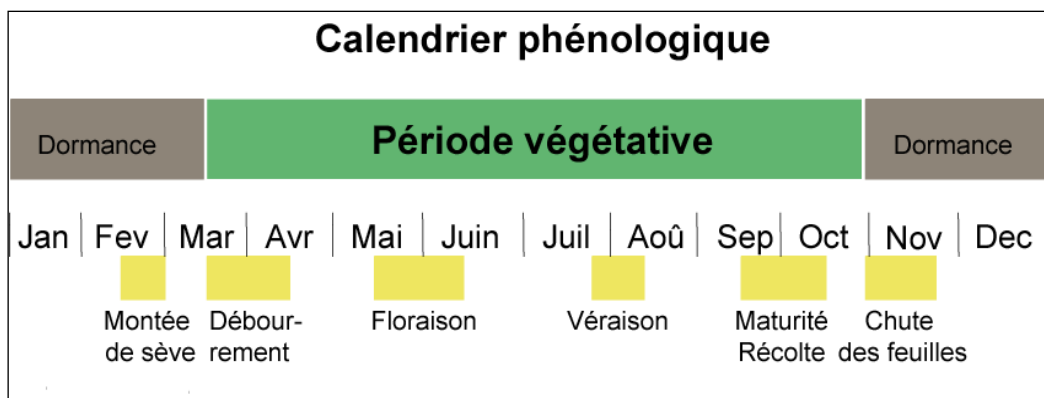 Calendrier phénologique
Dormance Période végétative Dormance
Jan Fev Mar Avr Mai Juin Juil Aoû Sep Oct Nov Dec
Montée Débour- Floraison Véraison Maturité Chute
de sève rement Récolte des feuilles